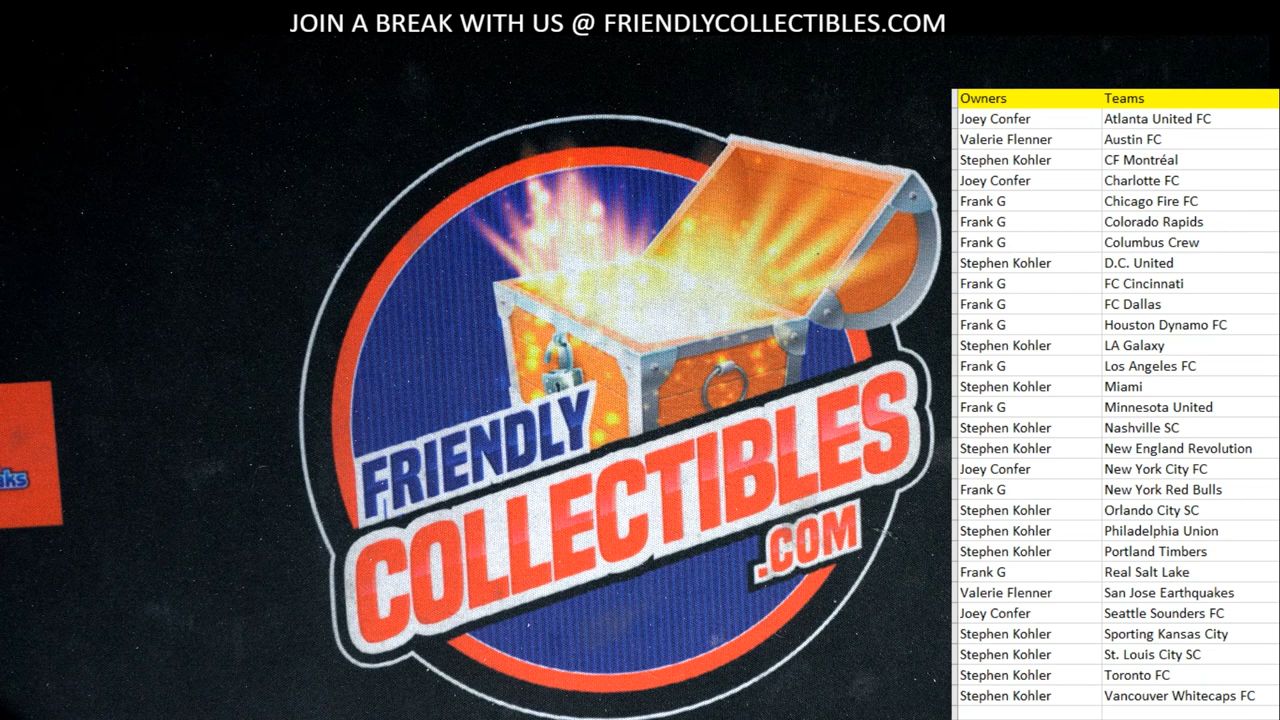 JOIN A BREAK WITH US @ FRIENDLYCOLLECTIBLES.COM
Owners Teams
Joey Confer Atlanta United FC
Valerie Flenner Austin FC
Stephen Kohler CF Montréal
Joey Confer Charlotte FC
Frank G Chicago Fire FC
Frank G Colorado Rapids
Frank G Columbus Crew
Stephen Kohler D.C. United
Frank G FC Cincinnati
Frank G FC Dallas
Frank G Houston Dynamo FC
Stephen Kohler LA Galaxy
Frank G Los Angeles FC
Stephen Kohler Miami
Frank G Minnesota United
Stephen Kohler Nashville SC
Stephen Kohler New England Revolution
Joey Confer New York City FC
Frank G New York Red Bulls
Stephen Kohler Orlando City SC
Stephen Kohler Philadelphia Union
Stephen Kohler Portland Timbers
Frank G Real Salt Lake
Valerie Flenner San Jose Earthquakes
Joey Confer Seattle Sounders FC
Stephen Kohler Sporting Kansas City
Stephen Kohler St. Louis City SC
Stephen Kohler Toronto FC
Stephen Kohler Vancouver Whitecaps FC
FRIENDLY
COLLECTIBLES
.COM